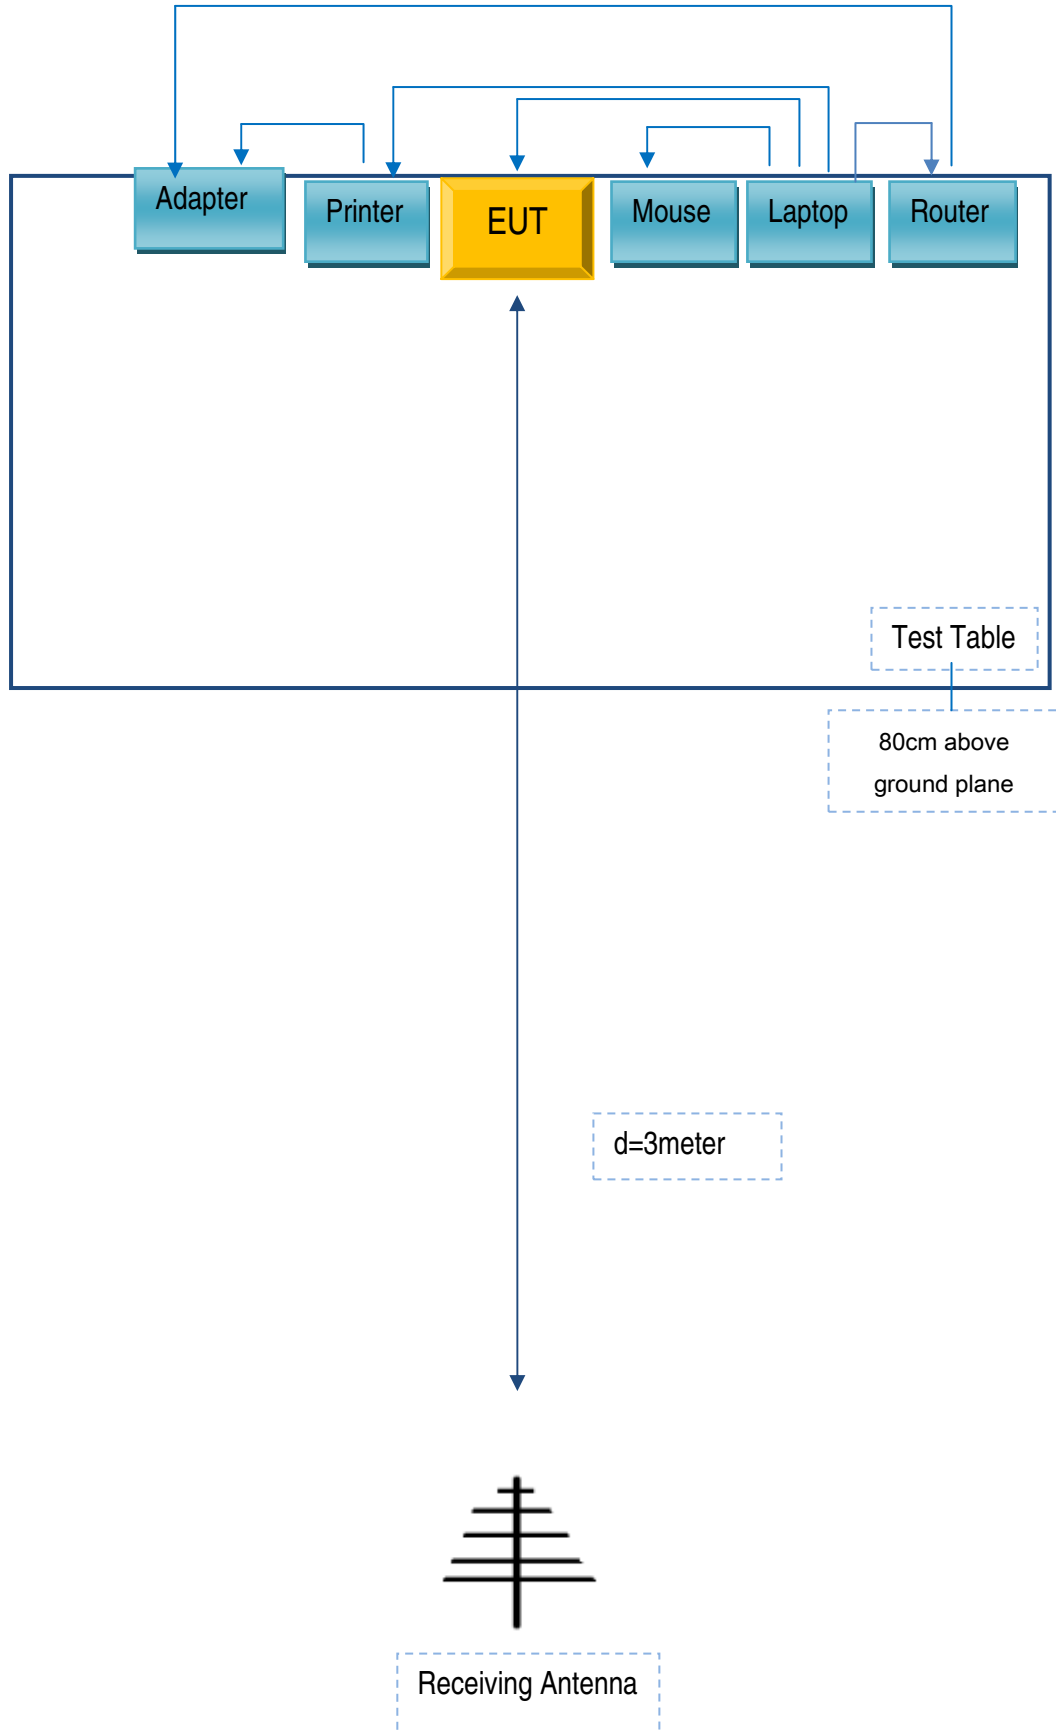 Adapter
Printer
EUT
Mouse
Laptop
Router
Test Table
80cm above
ground plane
d=3meter
Receiving Antenna